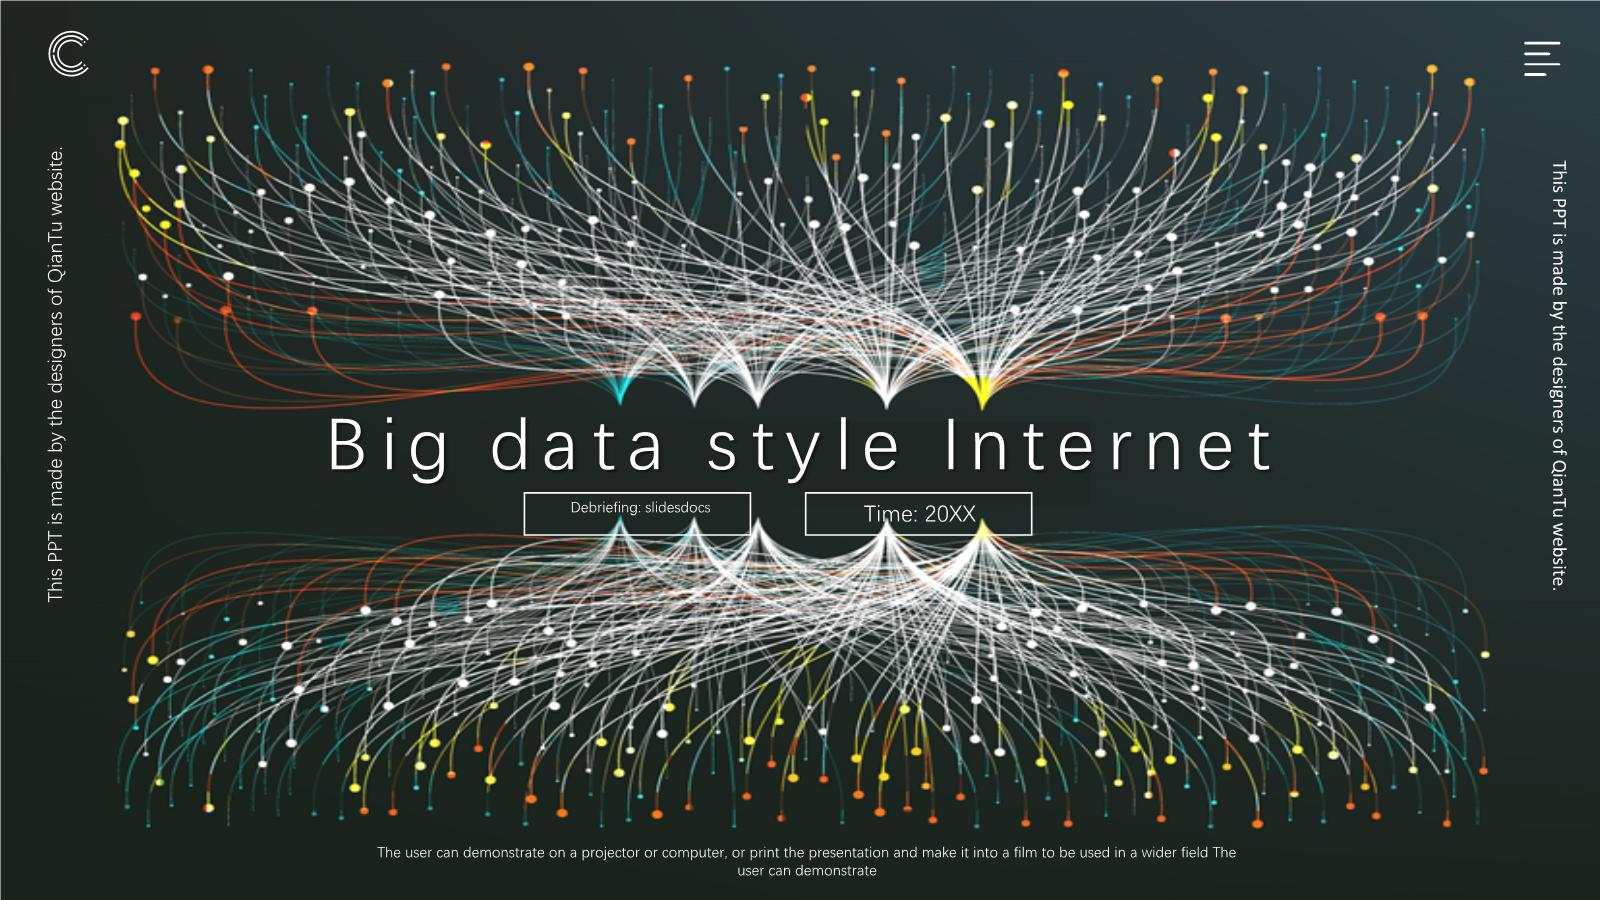 This PPT is made by the designers of QianTu website.
Big data style Internet
Debriefing: slidesdocs
Time: 20XX
This PPT is made by the designers of QianTu website.
The user can demonstrate on a projector or computer, or print the presentation and make it into a film to be used in a wider field The
user can demonstrate